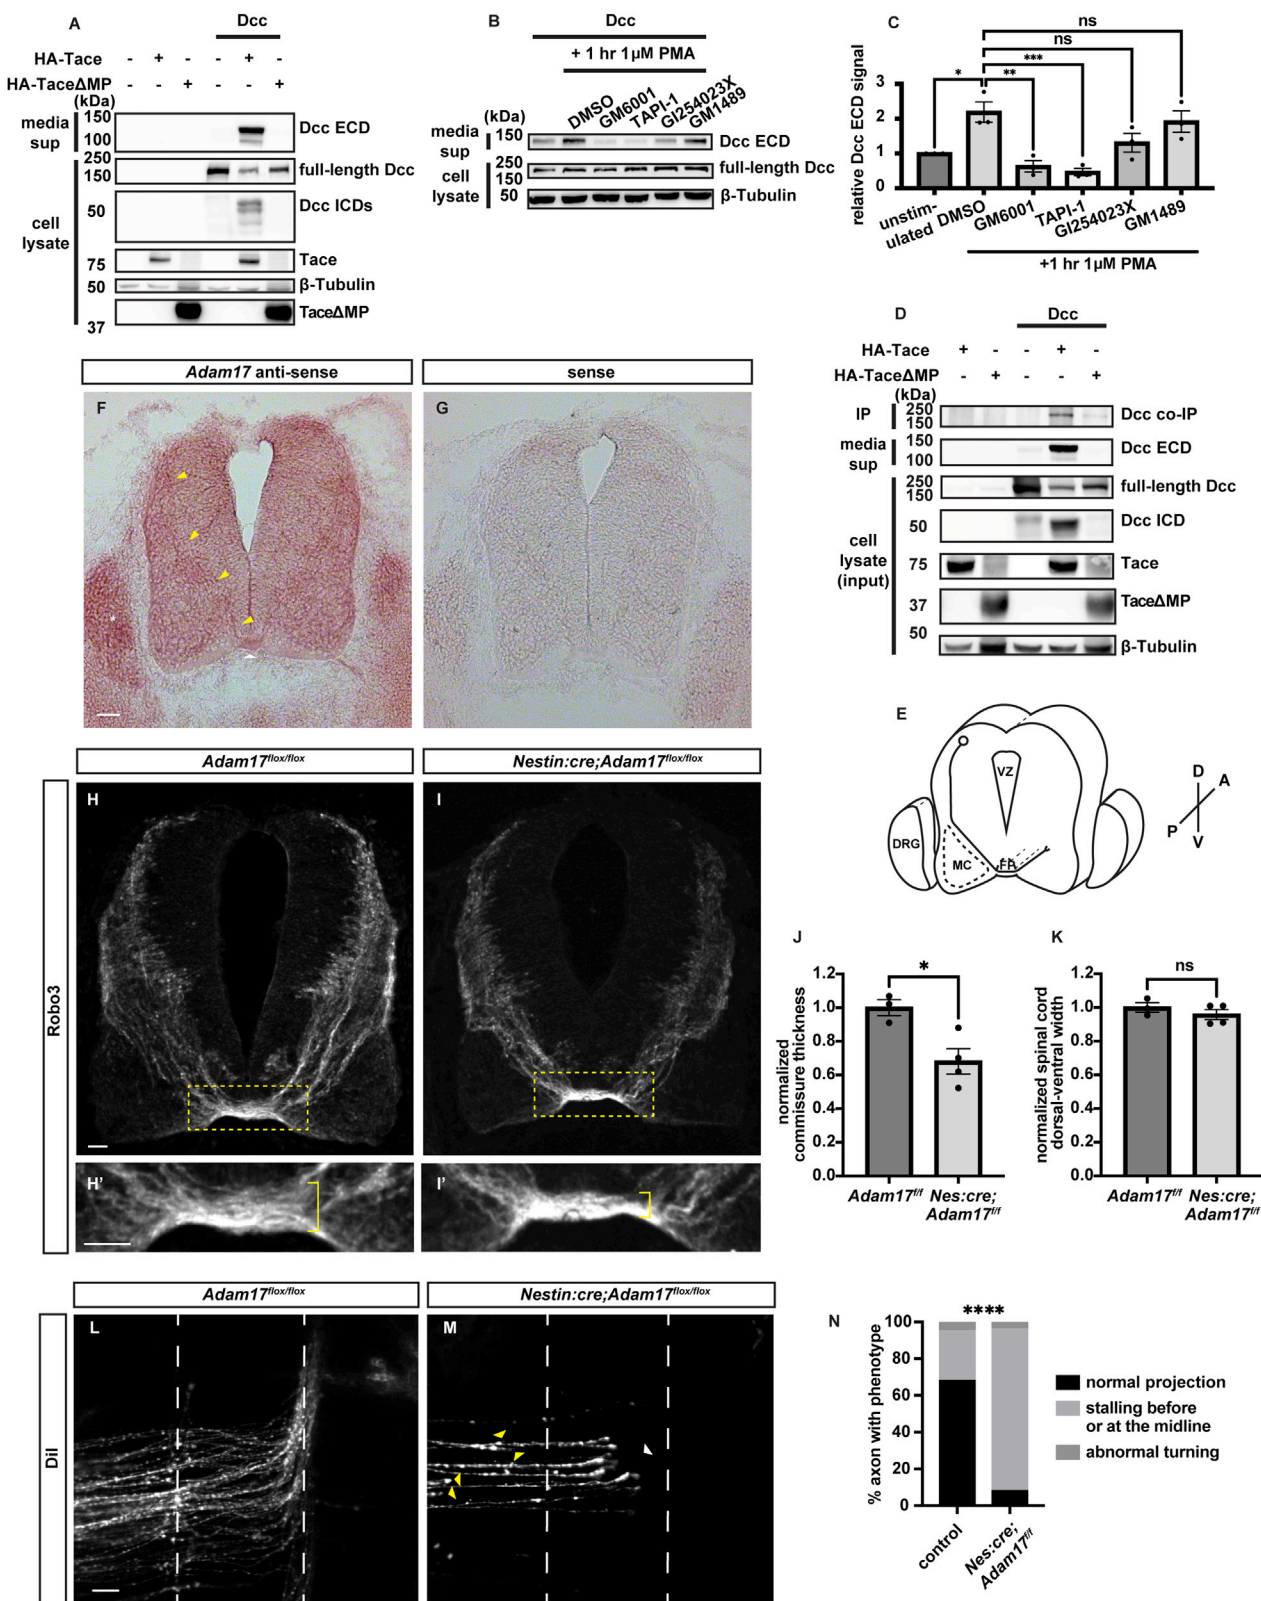 A
Dcc
HA-Tace - + - - + -
HA-TaceΔMP - - + - - +
(kDa)
media sup
150
100
Dcc ECD
cell lysate
250
150
full-length Dcc
50
Dcc ICDs
75
Tace
50
β-Tubulin
37
TaceΔMP
B
Dcc
+ 1 hr 1µM PMA
DMSO
GM6001
TAPI-1
GI254023X
GM1489
(kDa)
media sup
150
Dcc ECD
cell lysate
250
150
full-length Dcc
50
β-Tubulin
C
ns
ns
***
*
**
relative Dcc ECD signal
3
2
1
0
unstim-
ulated
DMSO
GM6001
TAPI-1
GI254023X
GM1489
+1 hr 1µM PMA
D
Dcc
HA-Tace + - - + -
HA-TaceΔMP - + - - +
(kDa)
IP
250
150
Dcc co-IP
media sup
150
100
Dcc ECD
cell lysate (input)
250
150
full-length Dcc
50
Dcc ICD
75
Tace
37
TaceΔMP
50
β-Tubulin
E
VZ
DRG
MC
FP
D
A
P
V
Adam17 anti-sense
sense
F
*
G
Adam17flox/flox
Nestin:cre;Adam17flox/flox
Robo3
H
I
H'
I'
J
*
normalized
commissure thickness
1.2
1.0
0.8
0.6
0.4
0.2
0.0
Adam17f/f
Nes:cre;
Adam17f/f
K
ns
normalized spinal cord
dorsal-ventral width
1.2
1.0
0.8
0.6
0.4
0.2
0.0
Adam17f/f
Nes:cre;
Adam17f/f
Adam17flox/flox
Nestin:cre;Adam17flox/flox
DiI
L
M
N
****
% axon with phenotype
100
80
60
40
20
0
control
Nes:cre;
Adam17f/f
normal projection
stalling before
or at the midline
abnormal turning